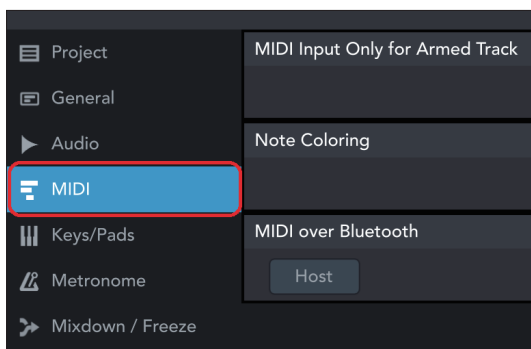 Project
General
Audio
MIDI
Keys/Pads
Metronome
Mixdown / Freeze
MIDI Input Only for Armed Track
Note Coloring
MIDI over Bluetooth
Host